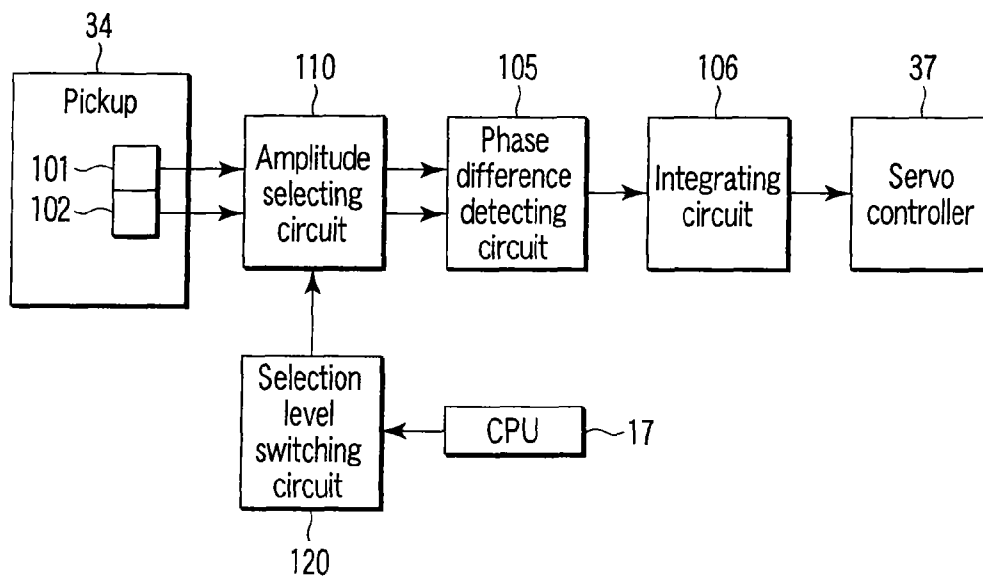 34
110
105
106
37
Pickup
101
102
Amplitude
selecting
circuit
Phase
difference
detecting
circuit
Integrating
circuit
Servo
controller
Selection
level
switching
circuit
CPU
17
120